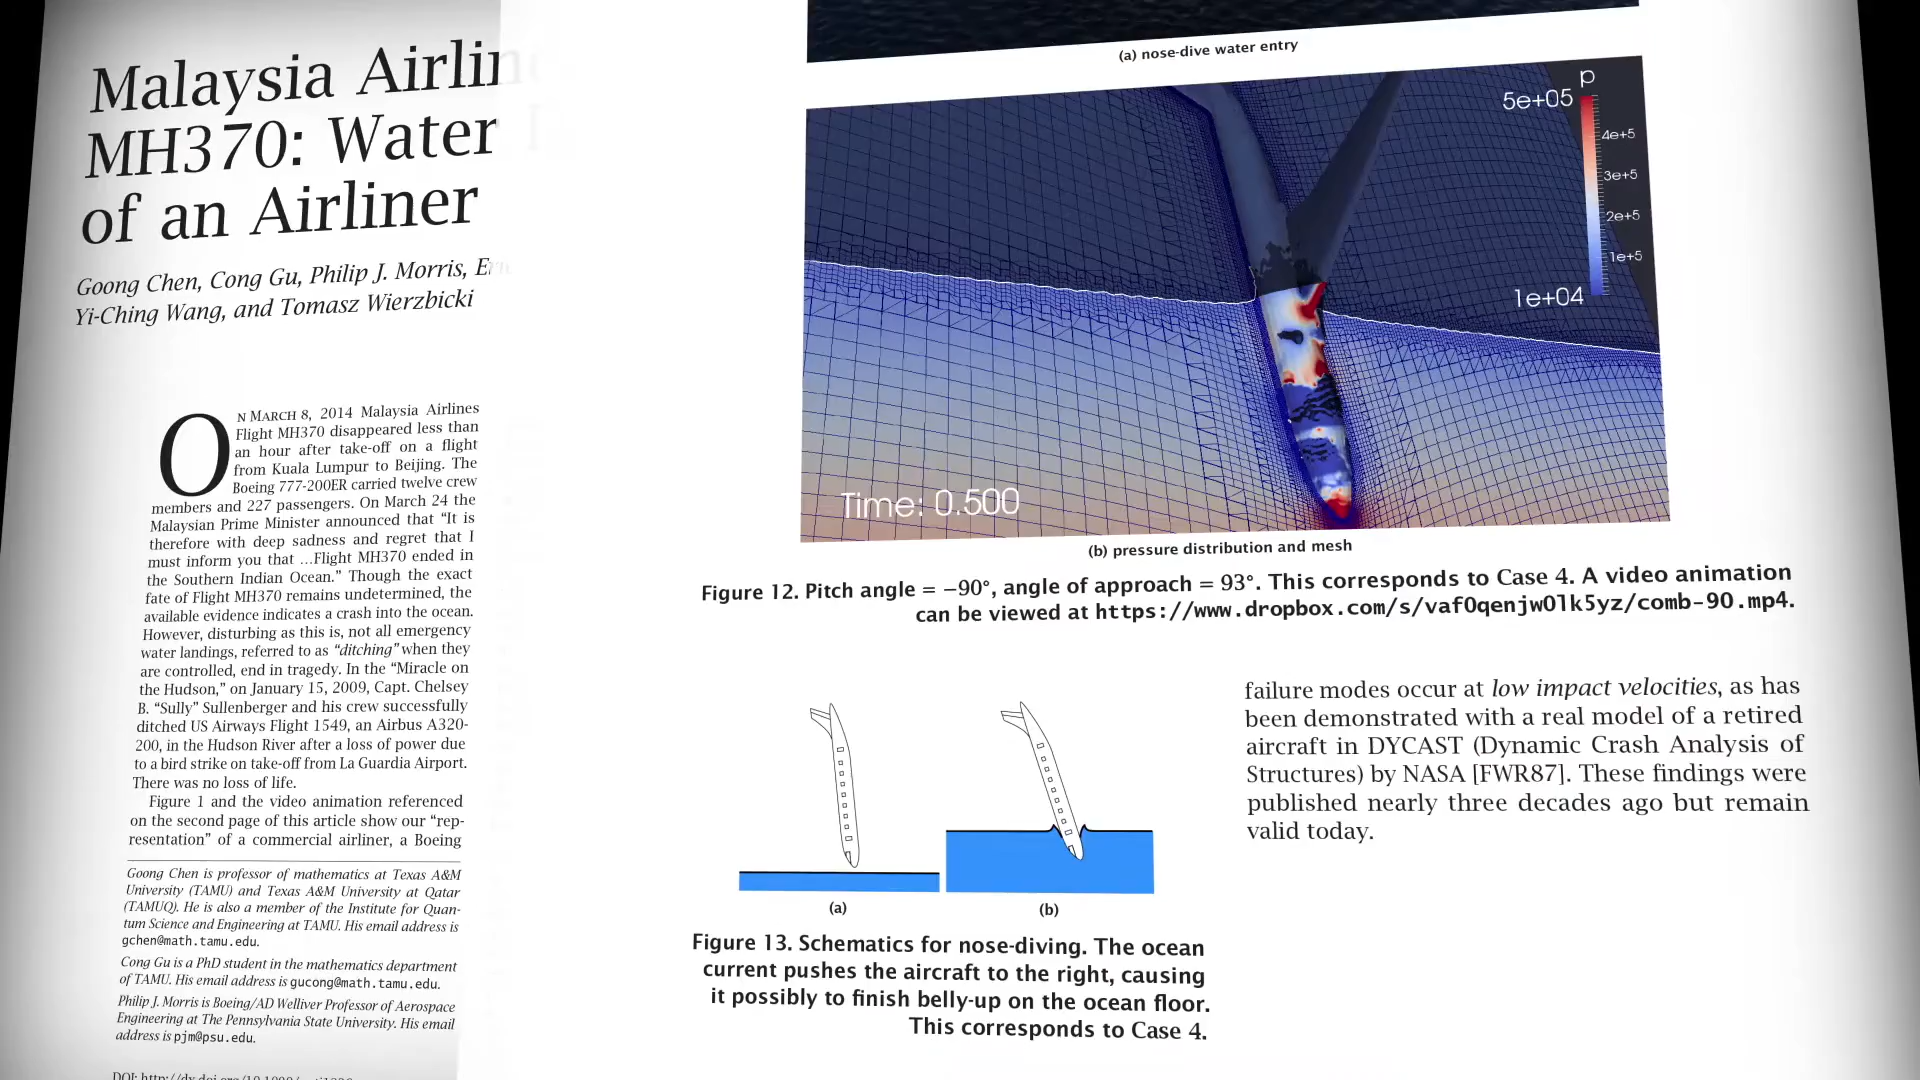 Malaysia Airlin
MH370: Water
of an Airliner
Goong Chen, Cong Gu, Philip J. Morris,
Yi-Ching Wang, and Tomasz Wierzbicki
ON MARCH 8, 2014 Malaysia Airlines
Flight MH370 disappeared less than
an hour after take-off on a flight
from Kuala Lumpur to Beijing. The
Boeing 777-200ER carried twelve crew
members and 227 passengers. On March 24 the
Malaysian Prime Minister announced that “It is
therefore with deep sadness and regret that I
must inform you that …Flight MH370 ended in
the Southern Indian Ocean.” Though the exact
fate of Flight MH370 remains undetermined, the
available evidence indicates a crash into the ocean.
However, disturbing as this is, not all emergency
water landings, referred to as “ditching” when they
are controlled, end in tragedy. In the “Miracle on
the Hudson,” on January 15, 2009, Capt. Chelsey
B. “Sully” Sullenberger and his crew successfully
ditched US Airways Flight 1549, an Airbus A320-
200, in the Hudson River after a loss of power due
to a bird strike on take-off from La Guardia Airport.
There was no loss of life.
Figure 1 and the video animation referenced
on the second page of this article show our “rep-
resentation” of a commercial airliner, a Boeing
Goong Chen is professor of mathematics at Texas A&M
University (TAMU) and Texas A&M University at Qatar
(TAMUQ). He is also a member of the Institute for Quan-
tum Science and Engineering at TAMU. His email address is
gchen@math.tamu.edu.
Cong Gu is a PhD student in the mathematics department
of TAMU. His email address is gucong@math.tamu.edu.
Philip J. Morris is Boeing/AD Welliver Professor of Aerospace
Engineering at The Pennsylvania State University. His email
address is pjm@psu.edu.
(a) nose-dive water entry
p
5e+05
4e+5
3e+5
2e+5
1e+5
1e+04
Time: 0.500
(b) pressure distribution and mesh
Figure 12. Pitch angle = −90°, angle of approach = 93°. This corresponds to Case 4. A video animation
can be viewed at https://www.dropbox.com/s/vaf0qenjw0lk5yz/comb-90.mp4.
(a)
(b)
Figure 13. Schematics for nose-diving. The ocean
current pushes the aircraft to the right, causing
it possibly to finish belly-up on the ocean floor.
This corresponds to Case 4.
failure modes occur at low impact velocities, as has
been demonstrated with a real model of a retired
aircraft in DYCAST (Dynamic Crash Analysis of
Structures) by NASA [FWR87]. These findings were
published nearly three decades ago but remain
valid today.